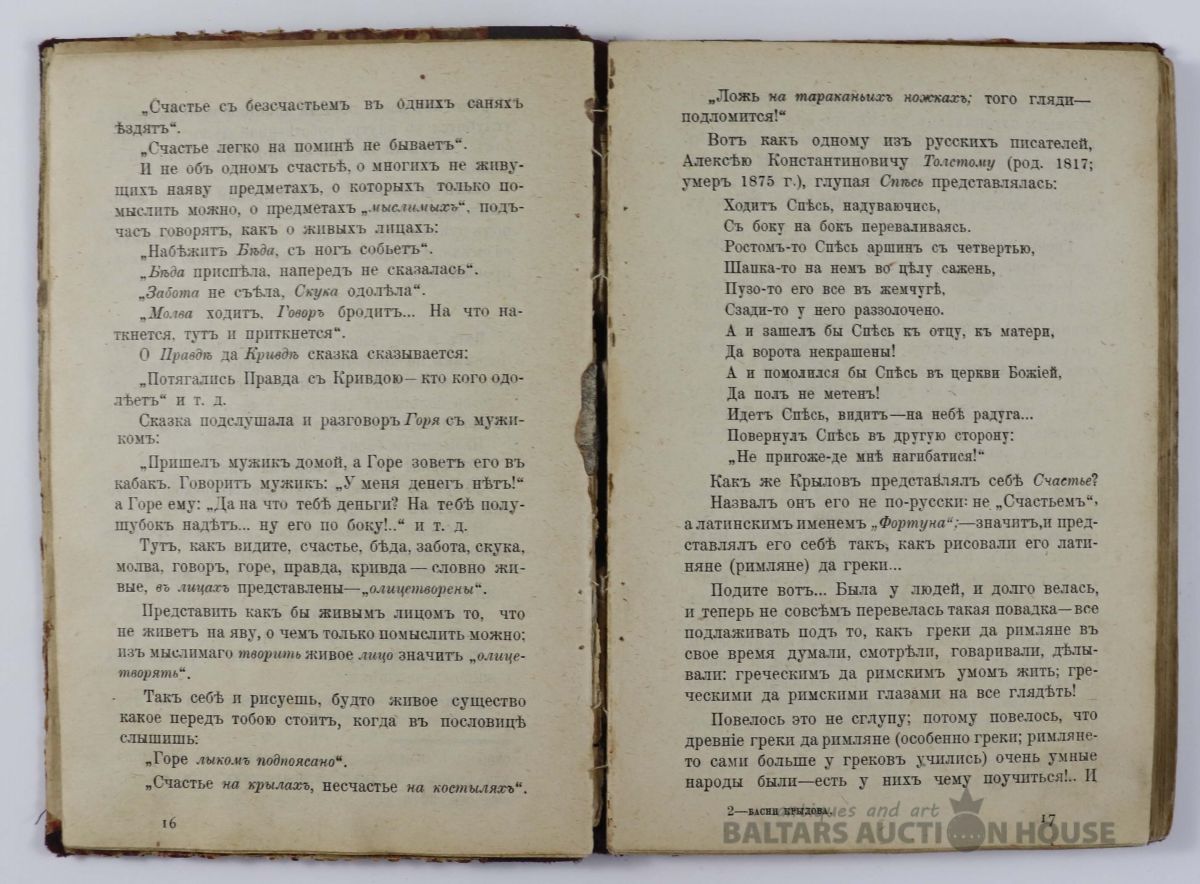 „Счастье съ безсчастьемъ въ одних​ъ саняхъ
ѣздятъ“.
„Счастье легко на поминѣ не бываетъ“.
И не объ одномъ счастьѣ, о многихъ не живу-
щихъ наяву предметахъ, о которыхъ только по-
мыслить можно, о предметахъ „мыслимыхъ“, подъ-
часъ говорятъ, какъ о живыхъ лицахъ:
„Набѣжитъ Бѣда, съ ногъ собьетъ“.
„Бѣда приспѣла, напередъ не сказалась“.
„Забота не съѣла, Скука одолѣла“.
„Молва ходитъ, Говоръ бродитъ... На что на-
ткнется, тутъ и приткнется“.
О Правдѣ да Кривдѣ сказка сказывается:
„Потягались Правда съ Кривдою—кто кого одо-
лѣетъ“ и т. д.
Сказка подслушала и разговоръ Горя съ мужи-
комъ:
„Пришелъ мужикъ домой, а Горе зоветъ его въ
кабакъ. Говоритъ мужикъ: „У меня денегъ нѣтъ!“
а Горе ему: „Да на что тебѣ деньги? На тебѣ полу-
шубокъ надѣтъ... ну его по боку!..“ и т. д.
Тутъ, какъ видите, счастье, бѣда, забота, скука,
молва, говоръ, горе, правда, кривда—словно жи-
вые, въ лицахъ представлены—„олицетворены“.
Представить какъ бы живымъ лицомъ то, что
не живетъ на яву, о чемъ только помыслить можно;
изъ мыслимаго творить живое лицо значитъ „олице-
творять“.
Такъ себѣ и рисуешь, будто живое существо
какое передъ тобою стоитъ, когда въ пословицѣ
слышишь:
„Горе лыкомъ подпоясано“.
„Счастье на крылахъ, несчастье на костыляхъ“.
16
„Ложь на тараканьихъ ножкахъ; того гляди—
подломится!“
Вотъ какъ одному изъ русскихъ писателей,
Алексѣю Константиновичу Толстому (род. 1817;
умеръ 1875 г.), глупая Спѣсь представлялась:
Ходитъ Спѣсь, надуваючись,
Съ боку на бокъ переваливаясь.
Ростомъ-то Спѣсь аршинъ съ четвертью,
Шапка-то на немъ во цѣлу сажень,
Пузо-то его все въ жемчугѣ,
Сзади-то у него раззолочено.
А и зашелъ бы Спѣсь къ отцу, къ матери,
Да ворота некрашены!
А и помолился бы Спѣсь въ церкви Божіей,
Да полъ не метенъ!
Идетъ Спѣсь, видитъ—на небѣ радуга...
Повернулъ Спѣсь въ другую сторону:
„Не пригоже-де мнѣ нагибатися!“
Какъ же Крыловъ представлялъ себѣ Счастье?
Назвалъ онъ его не по-русски: не „Счастьемъ“,
а латинскимъ именемъ „Фортуна“;—значитъ, и пред-
ставлялъ его себѣ такъ, какъ рисовали его лати-
няне (римляне) да греки...
Подите вотъ... Была у людей, и долго велась,
и теперь не совсѣмъ перевелась такая повадка—все
подлаживать подъ то, какъ греки да римляне въ
свое время думали, смотрѣли, говаривали, дѣлы-
вали: греческимъ да римскимъ умомъ жить; гре-
ческими да римскими глазами на все глядѣть!
Повелось это не сглупу; потому повелось, что
древніе греки да римляне (особенно греки; римляне-
то сами больше у грековъ учились) очень умные
народы были—есть у нихъ чему поучиться!.. И
2—БАСНИ КРЫЛОВА.
17
antiques and art
BALTARS AUCTION HOUSE